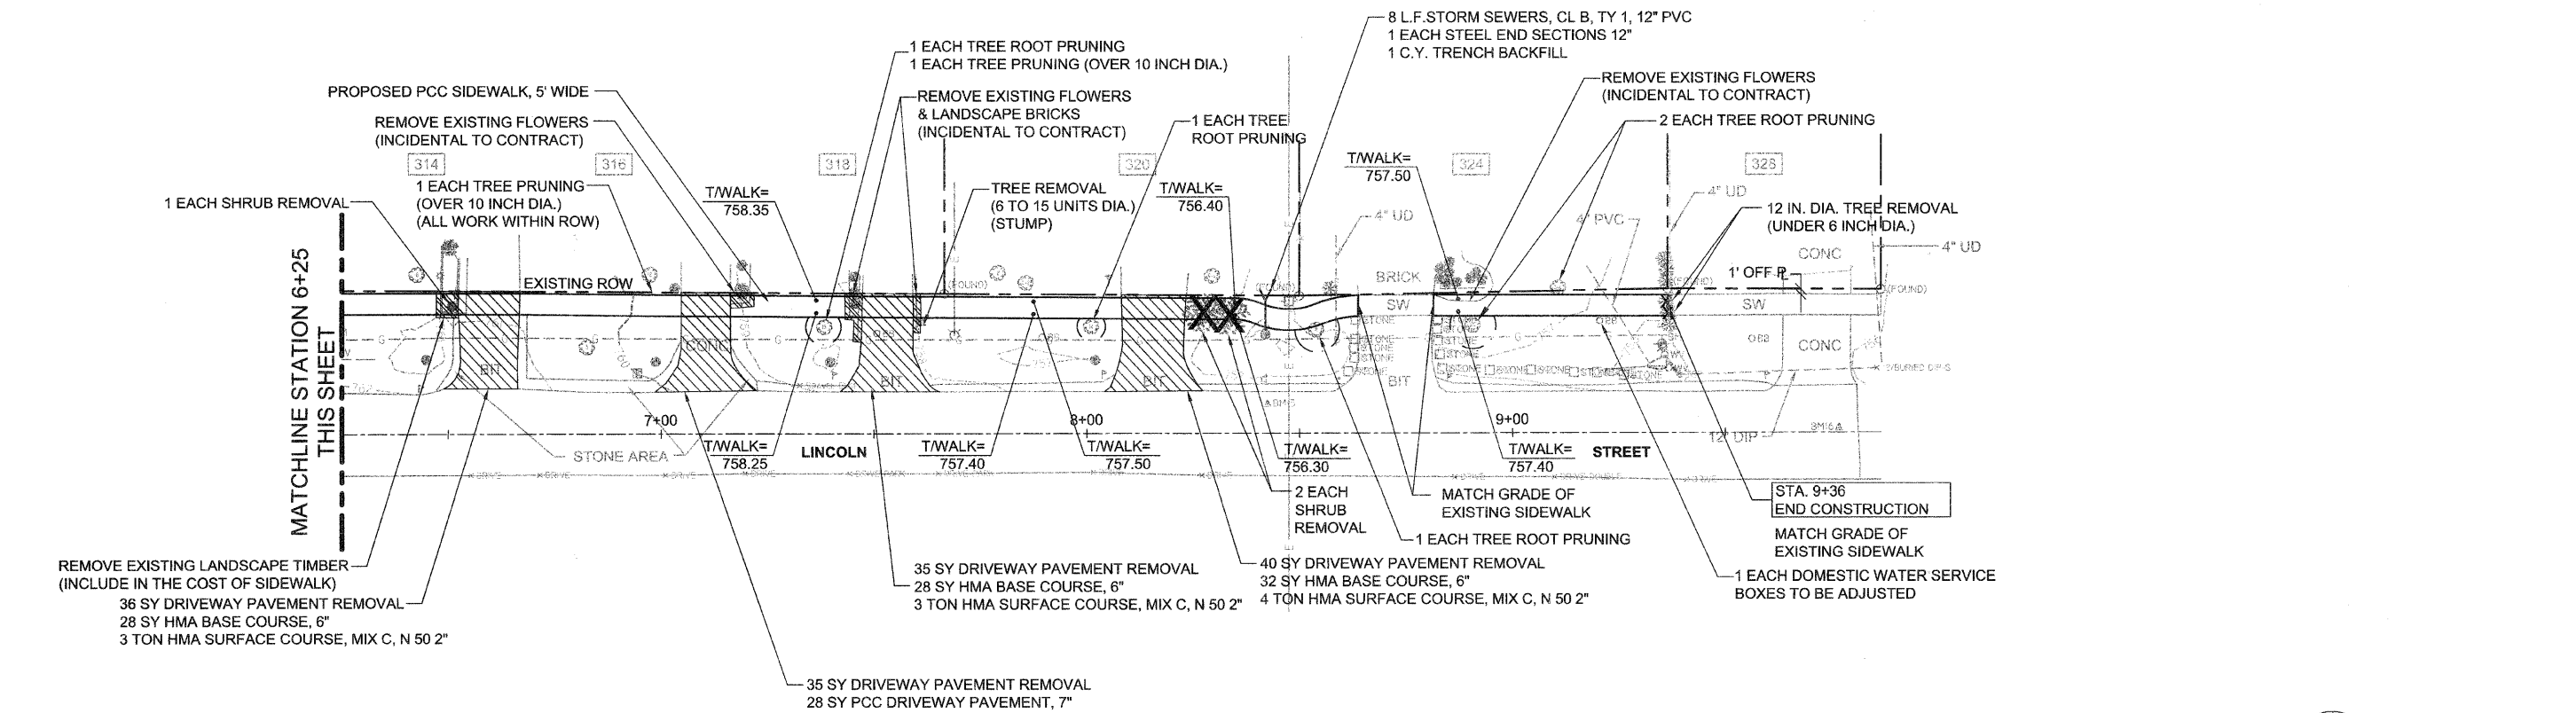 8 L.F.STORM SEWERS, CL B, TY 1, 12" PVC
1 EACH STEEL END SECTIONS 12"
1 C.Y. TRENCH BACKFILL
1 EACH TREE ROOT PRUNING
1 EACH TREE PRUNING (OVER 10 INCH DIA.)
REMOVE EXISTING FLOWERS
(INCIDENTAL TO CONTRACT)
PROPOSED PCC SIDEWALK, 5' WIDE
REMOVE EXISTING FLOWERS
& LANDSCAPE BRICKS
(INCIDENTAL TO CONTRACT)
1 EACH TREE
ROOT PRUNING
2 EACH TREE ROOT PRUNING
REMOVE EXISTING FLOWERS
(INCIDENTAL TO CONTRACT)
314
316
318
320
324
328
T/WALK=
757.50
1 EACH TREE PRUNING
(OVER 10 INCH DIA.)
(ALL WORK WITHIN ROW)
1 EACH SHRUB REMOVAL
T/WALK=
758.35
TREE REMOVAL
(6 TO 15 UNITS DIA.)
(STUMP)
T/WALK=
756.40
4" UD
4" PVC
4" UD
12 IN. DIA. TREE REMOVAL
(UNDER 6 INCH DIA.)
CONC
4" UD
MATCHLINE STATION 6+25
THIS SHEET
EXISTING ROW
(FOUND)
BRICK
1' OFF PL
(FOUND)
SW
SW
BIT
CONC
BIT
BIT
BIT
STONE
STONE
STONE
STONE
CONC
7+00
8+00
9+00
12" DIP
STONE AREA
T/WALK=
758.25
LINCOLN
T/WALK=
757.40
T/WALK=
757.50
T/WALK=
756.30
T/WALK=
757.40
STREET
2 EACH
SHRUB
REMOVAL
MATCH GRADE OF
EXISTING SIDEWALK
STA. 9+36
END CONSTRUCTION
MATCH GRADE OF
EXISTING SIDEWALK
1 EACH TREE ROOT PRUNING
REMOVE EXISTING LANDSCAPE TIMBER
(INCLUDE IN THE COST OF SIDEWALK)
36 SY DRIVEWAY PAVEMENT REMOVAL
28 SY HMA BASE COURSE, 6"
3 TON HMA SURFACE COURSE, MIX C, N 50 2"
35 SY DRIVEWAY PAVEMENT REMOVAL
28 SY HMA BASE COURSE, 6"
3 TON HMA SURFACE COURSE, MIX C, N 50 2"
40 SY DRIVEWAY PAVEMENT REMOVAL
32 SY HMA BASE COURSE, 6"
4 TON HMA SURFACE COURSE, MIX C, N 50 2"
1 EACH DOMESTIC WATER SERVICE
BOXES TO BE ADJUSTED
35 SY DRIVEWAY PAVEMENT REMOVAL
28 SY PCC DRIVEWAY PAVEMENT, 7"